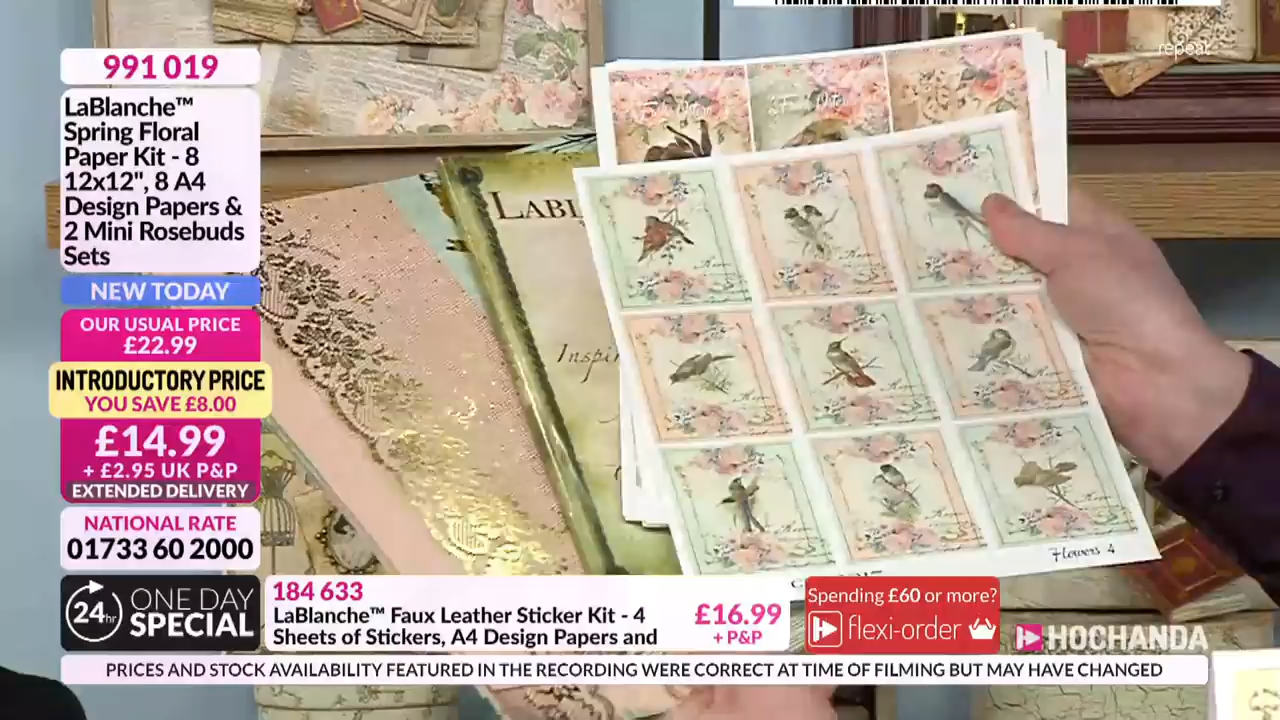 repeat
991 019
LaBlanche™
Spring Floral
Paper Kit - 8
12x12", 8 A4
Design Papers &
2 Mini Rosebuds
Sets
NEW TODAY
OUR USUAL PRICE
£22.99
INTRODUCTORY PRICE
YOU SAVE £8.00
£14.99
+ £2.95 UK P&P
EXTENDED DELIVERY
NATIONAL RATE
01733 60 2000
LABL
Inspi
Flowers 4
24hr ONE DAY
SPECIAL
184 633
LaBlanche™ Faux Leather Sticker Kit - 4
Sheets of Stickers, A4 Design Papers and
£16.99
+ P&P
Spending £60 or more?
flexi-order
HOCHANDA
PRICES AND STOCK AVAILABILITY FEATURED IN THE RECORDING WERE CORRECT AT TIME OF FILMING BUT MAY HAVE CHANGED